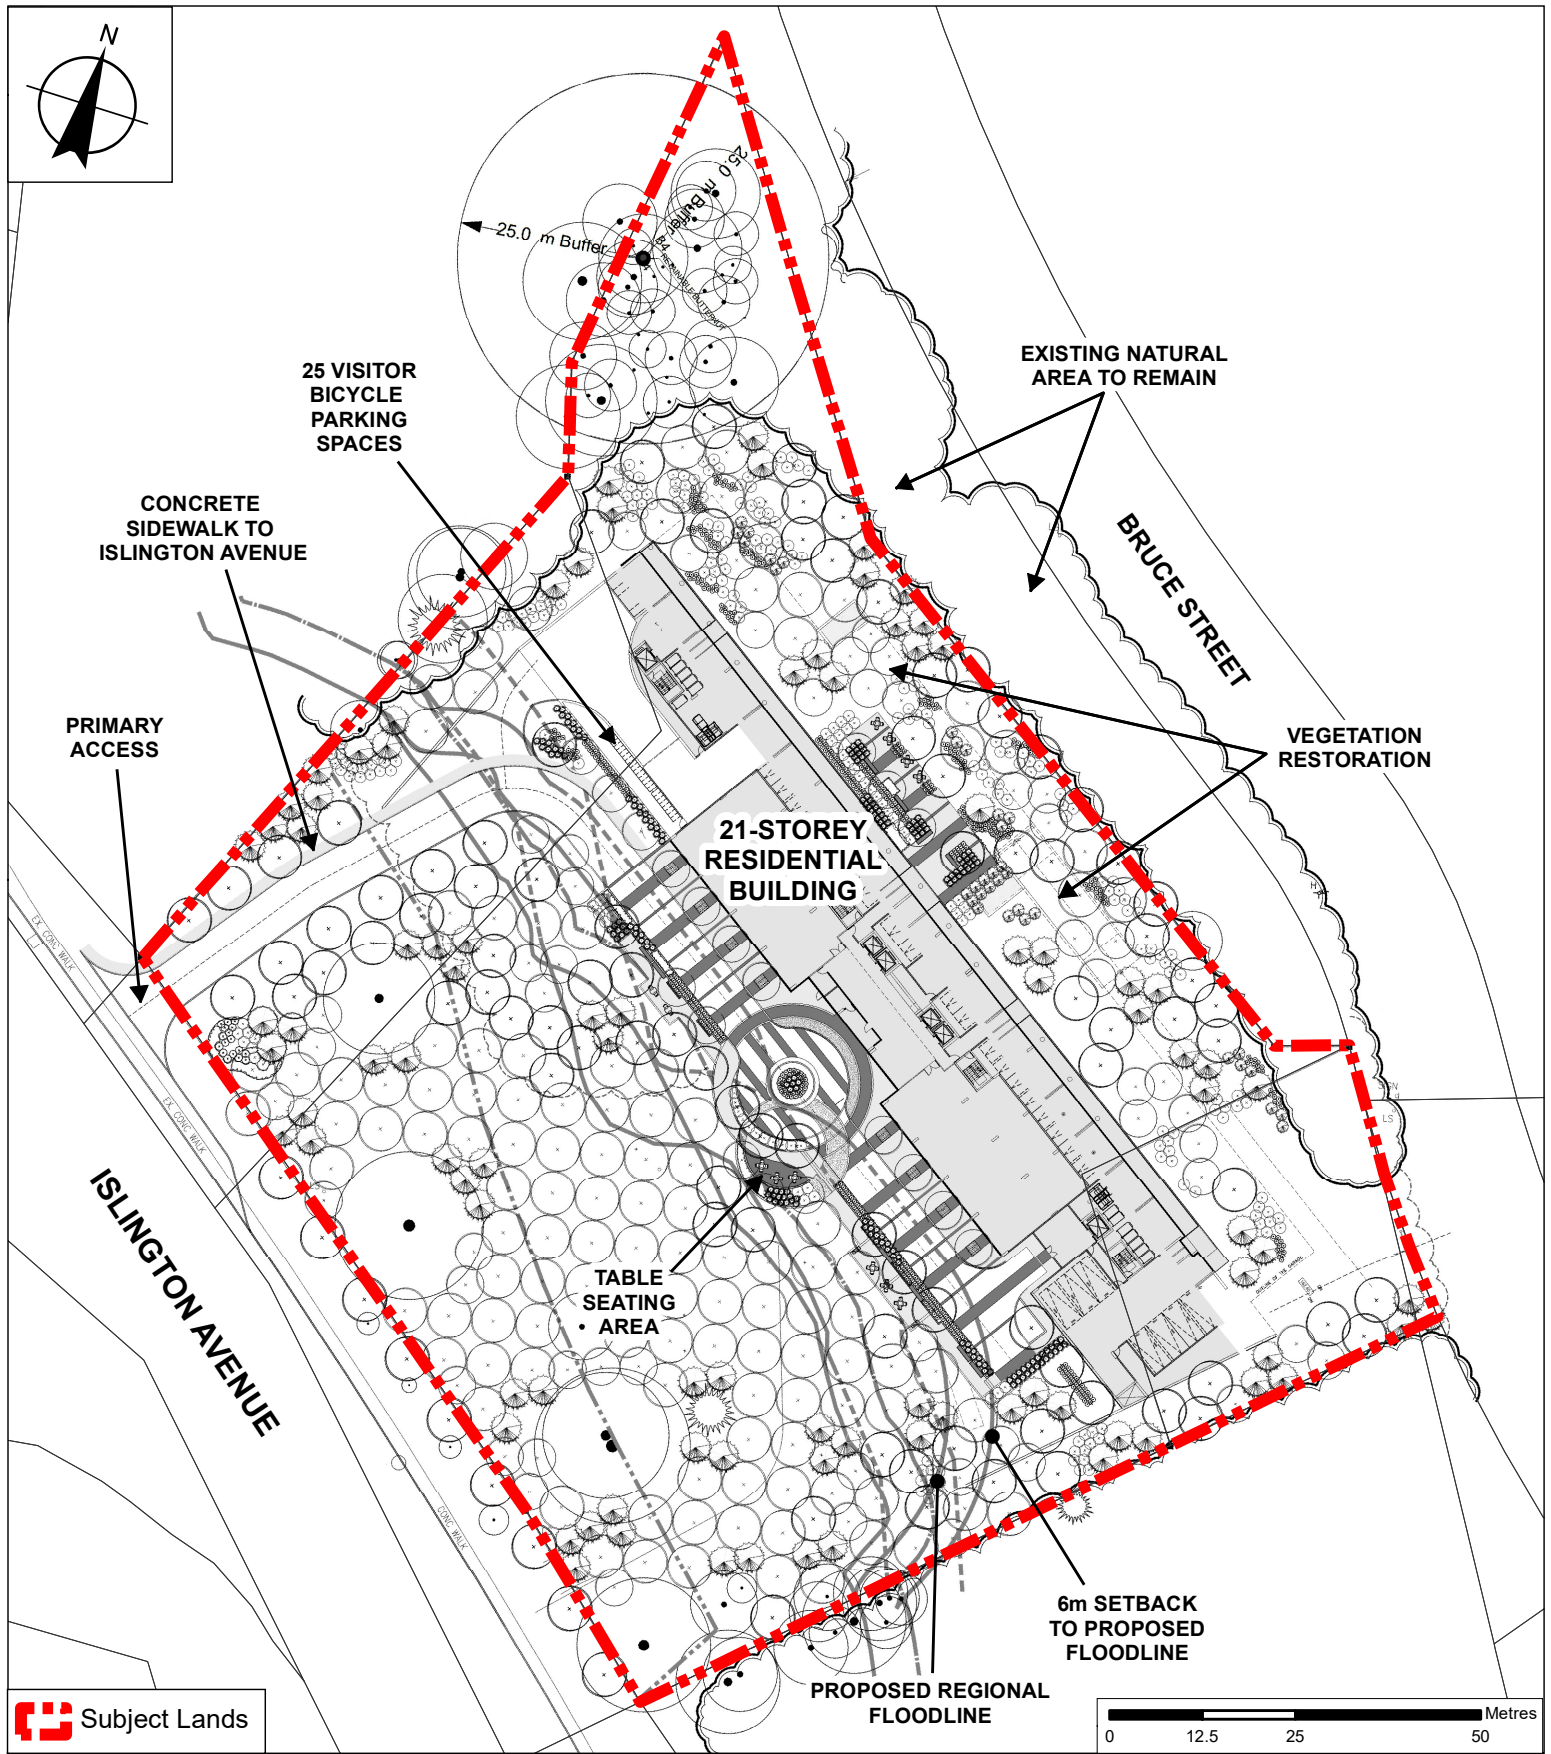 N
25.0 m Buffer
25.0 m Buffer
B4
25 VISITOR
BICYCLE
PARKING
SPACES
EXISTING NATURAL
AREA TO REMAIN
CONCRETE
SIDEWALK TO
ISLINGTON AVENUE
BRUCE STREET
PRIMARY
ACCESS
VEGETATION
RESTORATION
21-STOREY
RESIDENTIAL
BUILDING
EX CONC WALK
EX CONC WALK
ISLINGTON AVENUE
TABLE
SEATING
AREA
CONC WALK
6m SETBACK
TO PROPOSED
FLOODLINE
PROPOSED REGIONAL
FLOODLINE
Subject Lands
Metres
0 12.5 25 50